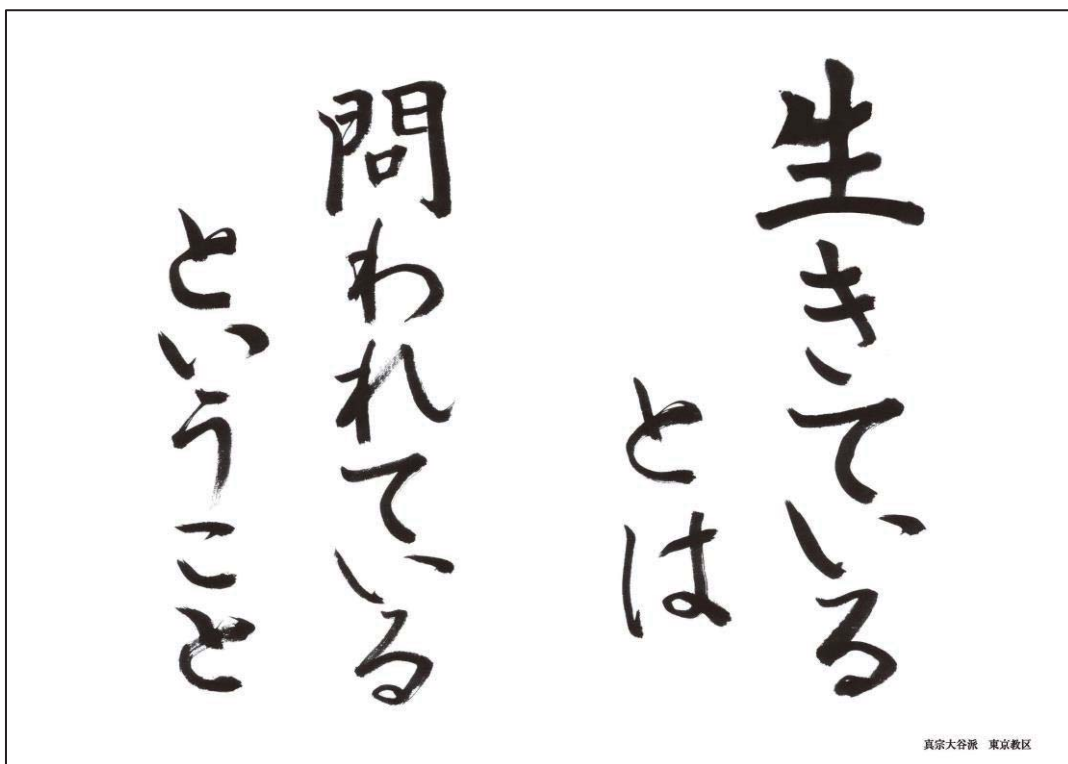 生きている
とは
問われている
ということ
真宗大谷派　東京教区